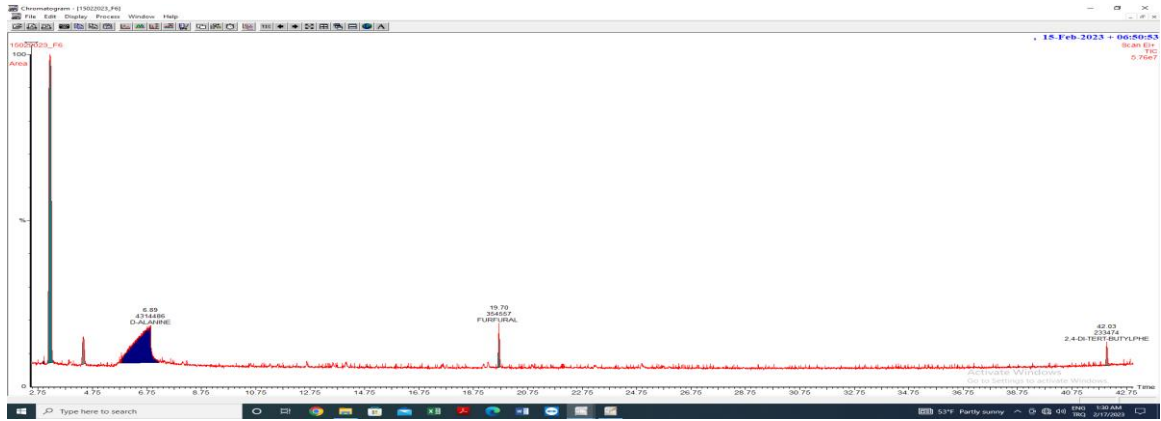 Chromatogram - [15022023_F6]
File Edit Display Process Window Help
15022023_F6
, 15-Feb-2023 + 06:50:53
Scan EI+
TIC
5.76e7
100
Area
%
0
6.89
4314486
D-ALANINE
19.70
354557
FURFURAL
42.03
233474
2,4-DI-TERT-BUTYLPHE
2.75 4.75 6.75 8.75 10.75 12.75 14.75 16.75 18.75 20.75 22.75 24.75 26.75 28.75 30.75 32.75 34.75 36.75 38.75 40.75 42.75
Time
Activate Windows
Go to Settings to activate Windows.
Type here to search
53°F Partly sunny
ENG
TRQ
1:30 AM
2/17/2023